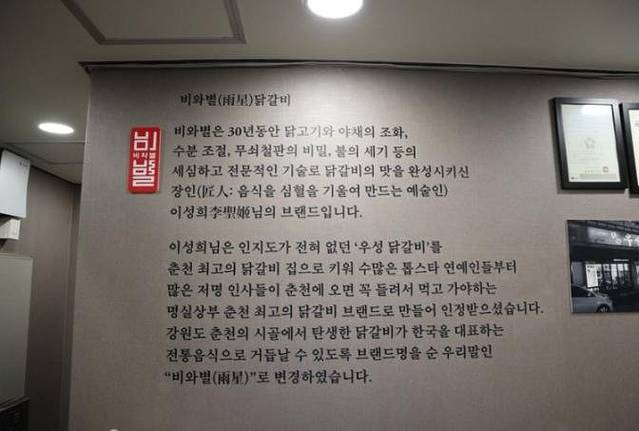 비와별(雨星)닭갈비
비와별은 30년동안 닭고기와 야채의 조화,
수분 조절, 무쇠철판의 비밀, 불의 세기 등의
세심하고 전문적인 기술로 닭갈비의 맛을 완성시키신
장인(匠人: 음식을 심혈을 기울여 만드는 예술인)
이성희李聖姬님의 브랜드입니다.
이성희님은 인지도가 전혀 없던 '우성 닭갈비'를
춘천 최고의 닭갈비 집으로 키워 수많은 톱스타 연예인들부터
많은 저명 인사들이 춘천에 오면 꼭 들려서 먹고 가야하는
명실상부 춘천 최고의 닭갈비 브랜드로 만들어 인정받으셨습니다.
강원도 춘천의 시골에서 탄생한 닭갈비가 한국을 대표하는
전통음식으로 거듭날 수 있도록 브랜드명을 순 우리말인
"비와별(雨星)"로 변경하였습니다.
비와별